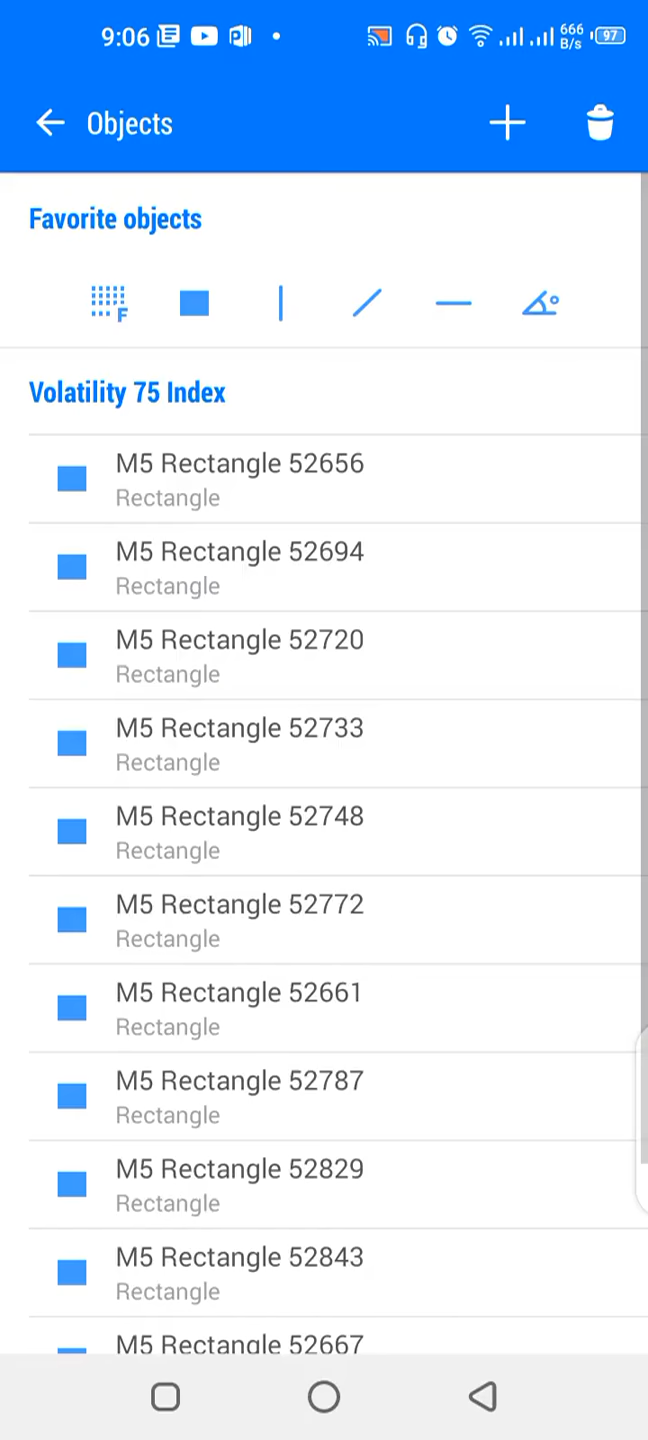 9:06 666 B/s 97
Objects
Favorite objects
F
Volatility 75 Index
M5 Rectangle 52656
Rectangle
M5 Rectangle 52694
Rectangle
M5 Rectangle 52720
Rectangle
M5 Rectangle 52733
Rectangle
M5 Rectangle 52748
Rectangle
M5 Rectangle 52772
Rectangle
M5 Rectangle 52661
Rectangle
M5 Rectangle 52787
Rectangle
M5 Rectangle 52829
Rectangle
M5 Rectangle 52843
Rectangle
M5 Rectangle 52667